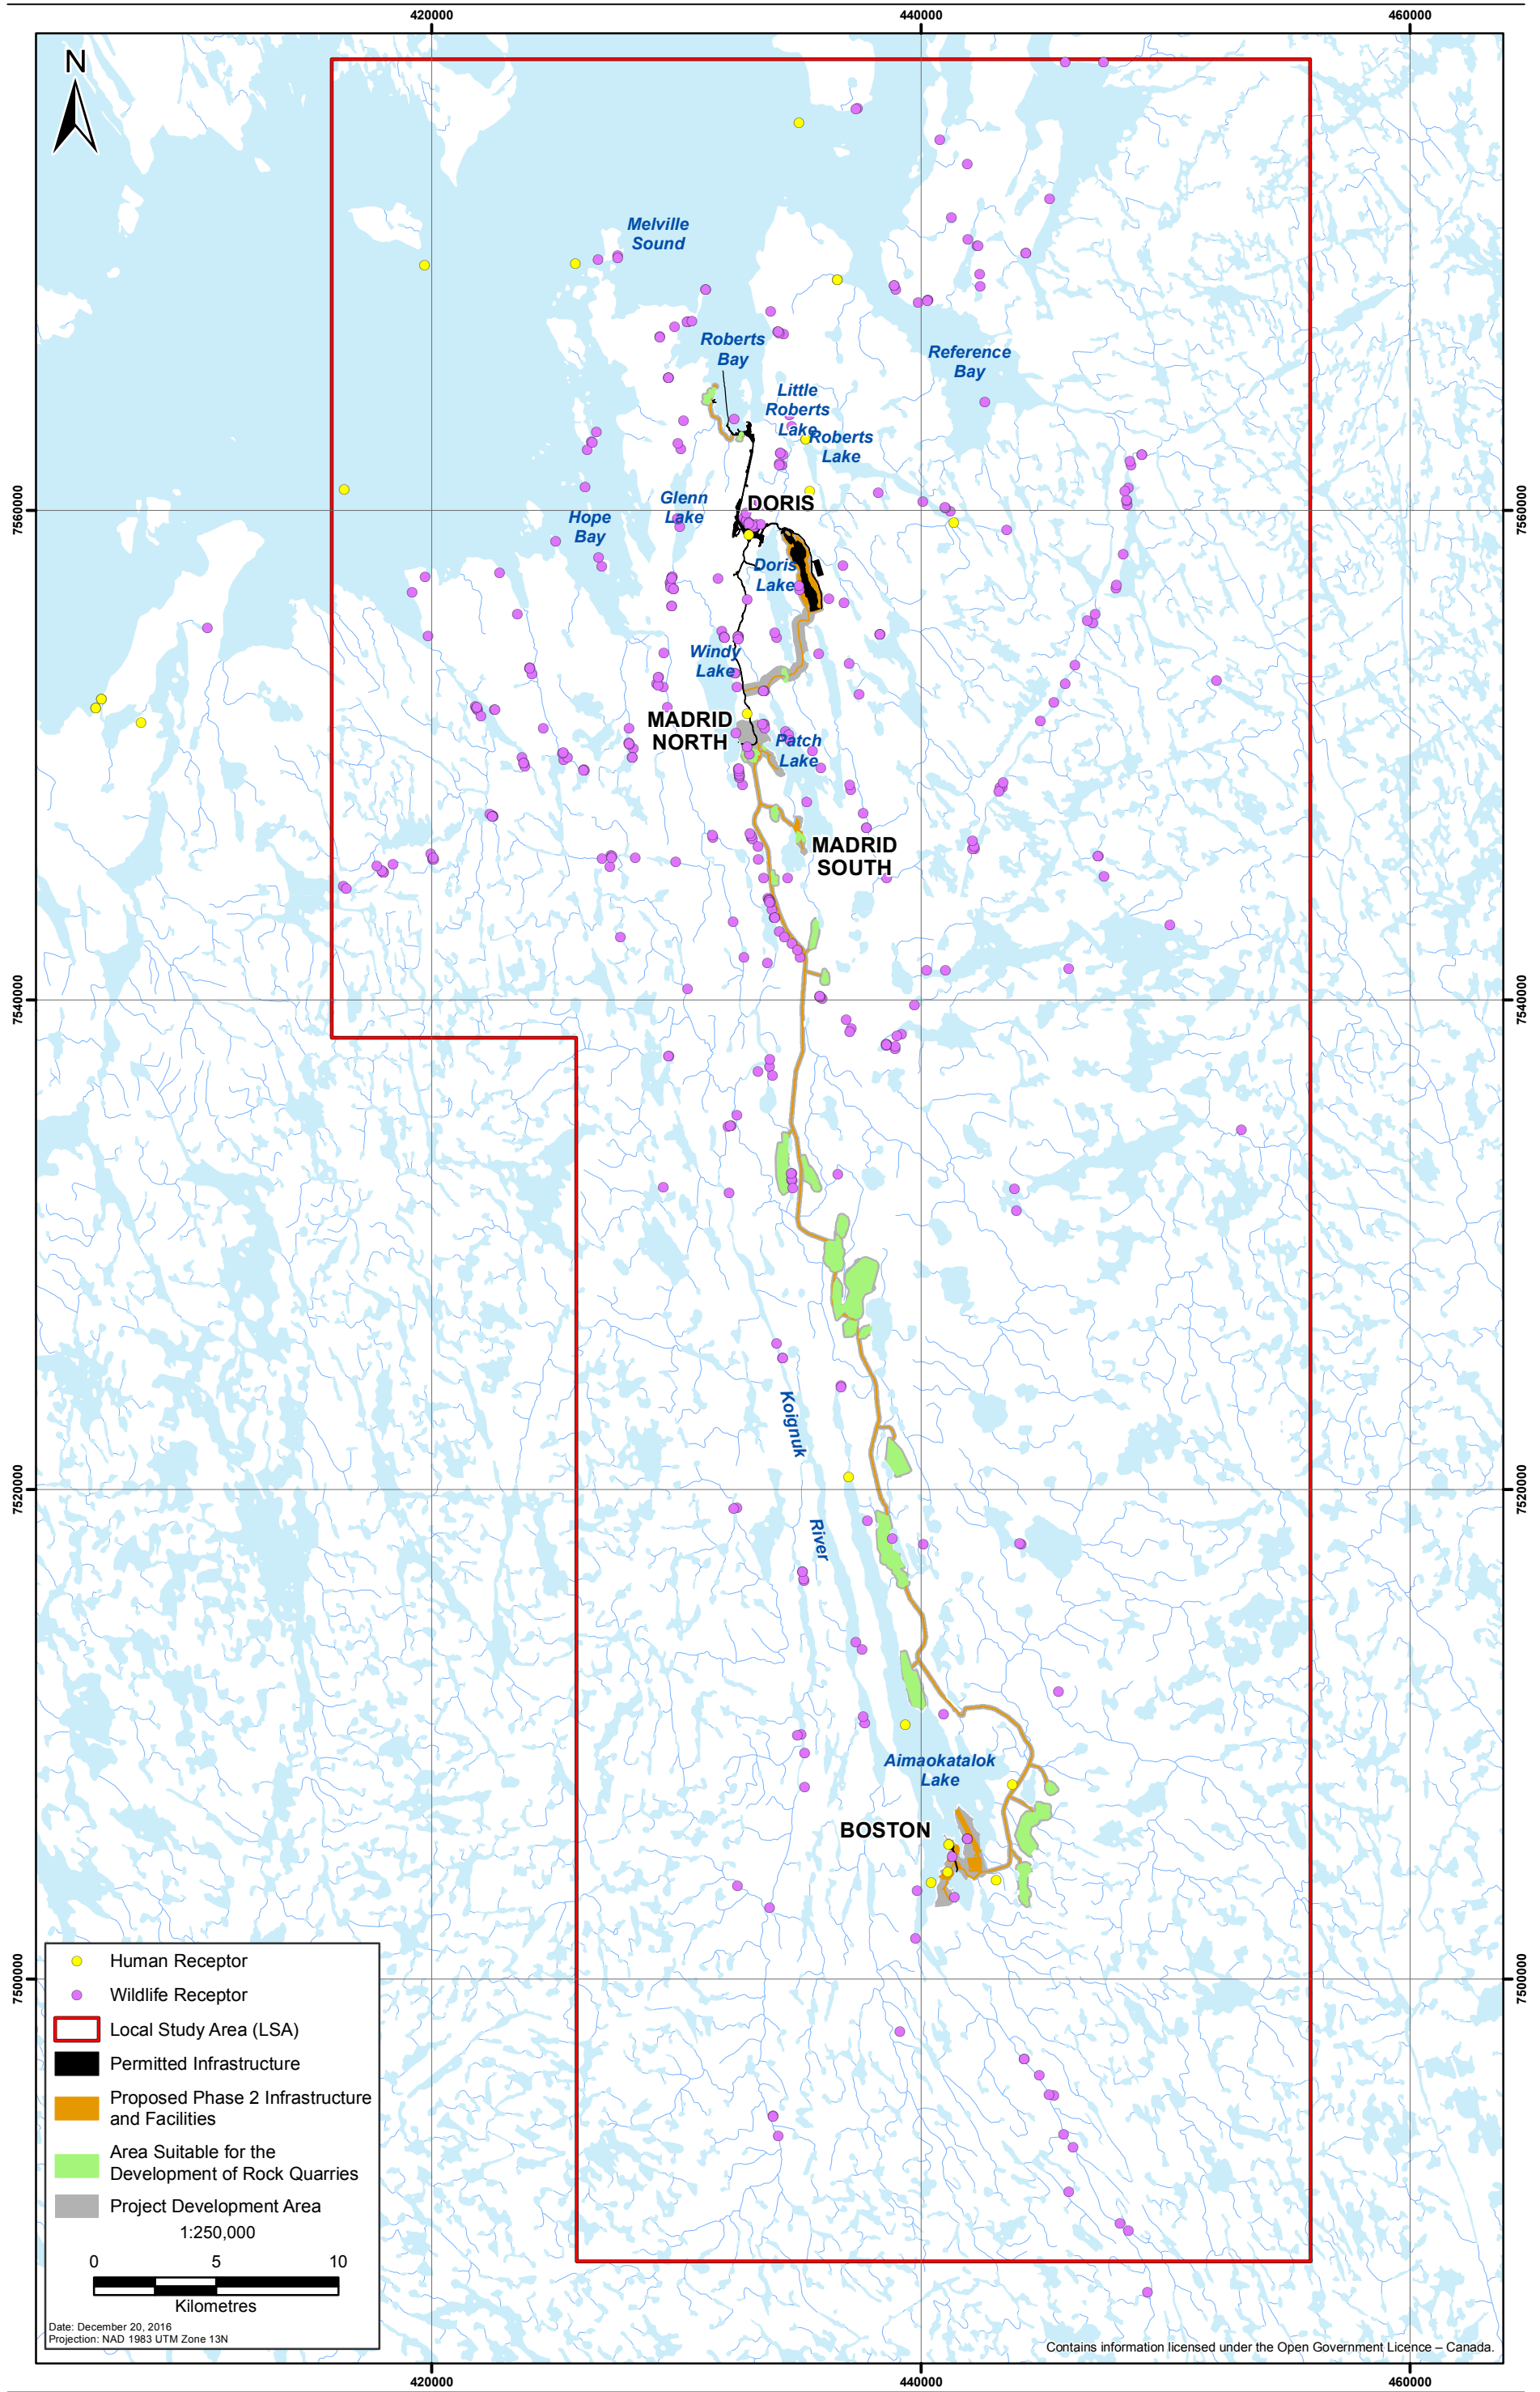 420000
440000
460000
N
Melville
Sound
Roberts
Bay
Reference
Bay
Little
Roberts
Lake
Roberts
Lake
Glenn
Lake
DORIS
7560000
7560000
Hope
Bay
Doris
Lake
Windy
Lake
MADRID
NORTH
Patch
Lake
MADRID
SOUTH
7540000
7540000
Koignuk
River
7520000
7520000
Aimaokatalok
Lake
BOSTON
7500000
7500000
Human Receptor
Wildlife Receptor
Local Study Area (LSA)
Permitted Infrastructure
Proposed Phase 2 Infrastructure
and Facilities
Area Suitable for the
Development of Rock Quarries
Project Development Area
1:250,000
0 5 10
Kilometres
Date: December 20, 2016
Projection: NAD 1983 UTM Zone 13N
Contains information licensed under the Open Government Licence – Canada.
420000
440000
460000